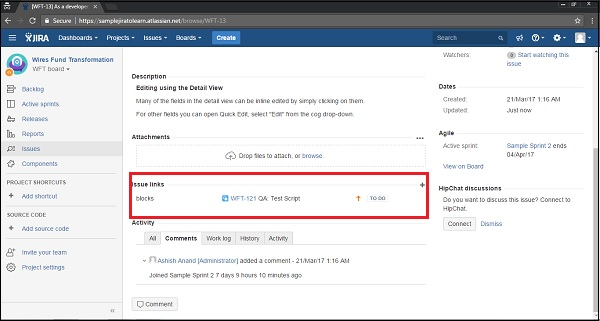 [WFT-13] As a develope
Secure https://samplejiratolearn.atlassian.net/browse/WFT-13
JIRA Dashboards Projects Issues Boards Create Search
Wires Fund Transformation
WFT board
Backlog
Active sprints
Releases
Reports
Issues
Components
PROJECT SHORTCUTS
Add shortcut
SOURCE CODE
Add source code
Invite your team
Project settings
Description
Editing using the Detail View
Many of the fields in the detail view can be inline edited by simply clicking on them.
For other fields you can open Quick Edit, select "Edit" from the cog drop-down.
Attachments
Drop files to attach, or browse.
Issue links
blocks WFT-121 QA: Test Script TO DO
Activity
All Comments Work log History Activity
Ashish Anand [Administrator] added a comment - 21/Mar/17 1:16 AM
Joined Sample Sprint 2 7 days 9 hours 10 minutes ago
Comment
Watchers: 0 Start watching this
issue
Dates
Created: 21/Mar/17 1:16 AM
Updated: Just now
Agile
Active sprint: Sample Sprint 2 ends
04/Apr/17
View on Board
HipChat discussions
Do you want to discuss this issue? Connect to
HipChat.
Connect Dismiss